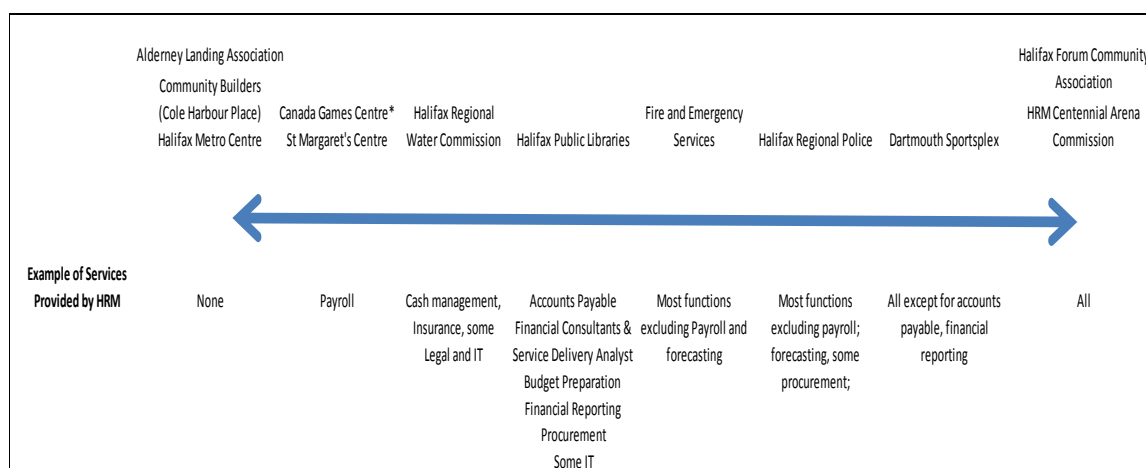 Alderney Landing Association
Community Builders
(Cole Harbour Place)
Halifax Metro Centre
Canada Games Centre*
St Margaret's Centre
Halifax Regional
Water Commission
Halifax Public Libraries
Fire and Emergency
Services
Halifax Regional Police
Dartmouth Sportsplex
Halifax Forum Community
Association
HRM Centennial Arena
Commission
Example of Services
Provided by HRM
None
Payroll
Cash management,
Insurance, some
Legal and IT
Accounts Payable
Financial Consultants &
Service Delivery Analyst
Budget Preparation
Financial Reporting
Procurement
Some IT
Most functions
excluding Payroll and
forecasting
Most functions
excluding payroll;
forecasting, some
procurement;
All except for accounts
payable, financial
reporting
All